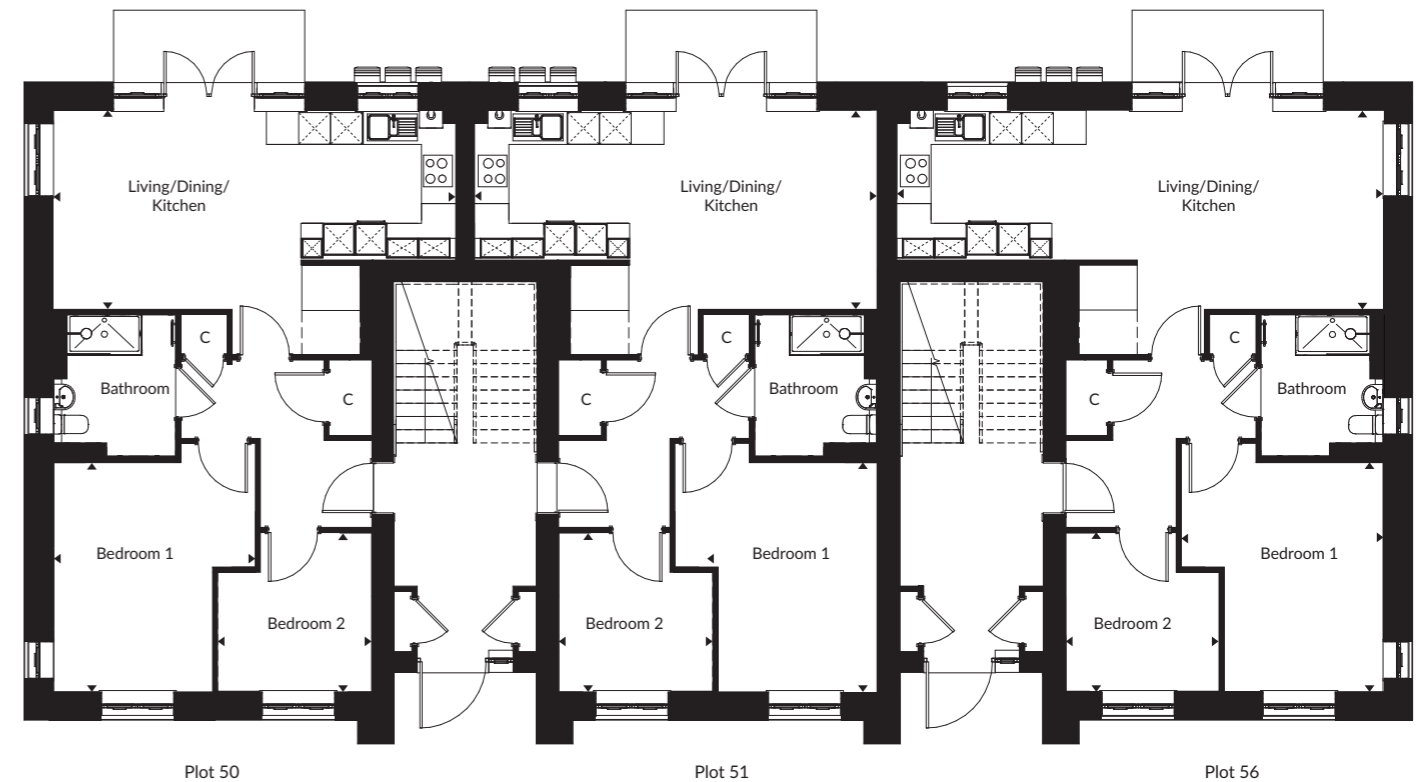 Living/Dining/
Kitchen
Living/Dining/
Kitchen
Living/Dining/
Kitchen
C
C
C
Bathroom
Bathroom
Bathroom
C
C
C
Bedroom 1
Bedroom 1
Bedroom 1
Bedroom 2
Bedroom 2
Bedroom 2
Plot 50
Plot 51
Plot 56